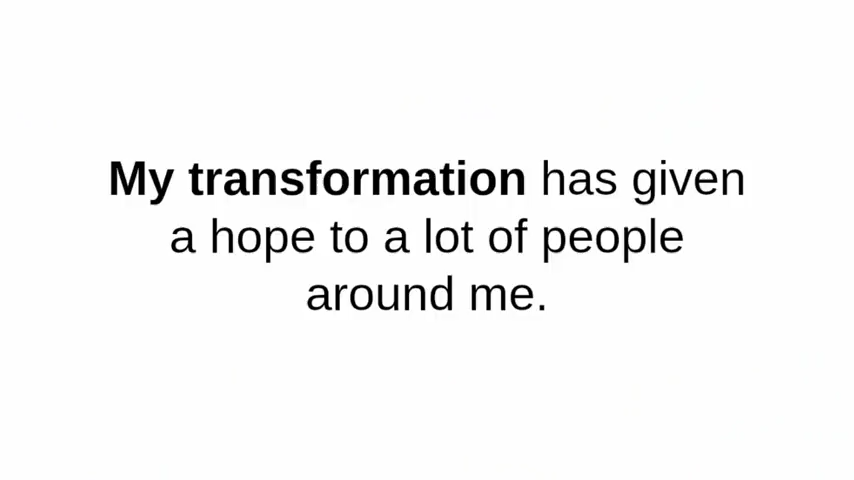 My transformation has given
a hope to a lot of people
around me.